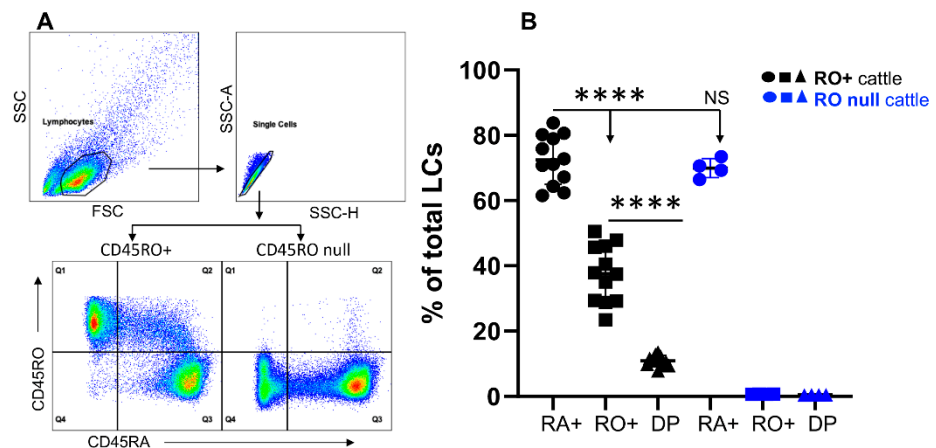 A
SSC
Lymphocytes
FSC
SSC-A
Single Cells
SSC-H
CD45RO+
CD45RO null
Q1
Q2
Q4
Q3
Q1
Q2
Q4
Q3
CD45RO
CD45RA
B
% of total LCs
100
80
60
40
20
0
****
NS
****
RO+ cattle
RO null cattle
RA+ RO+ DP RA+ RO+ DP